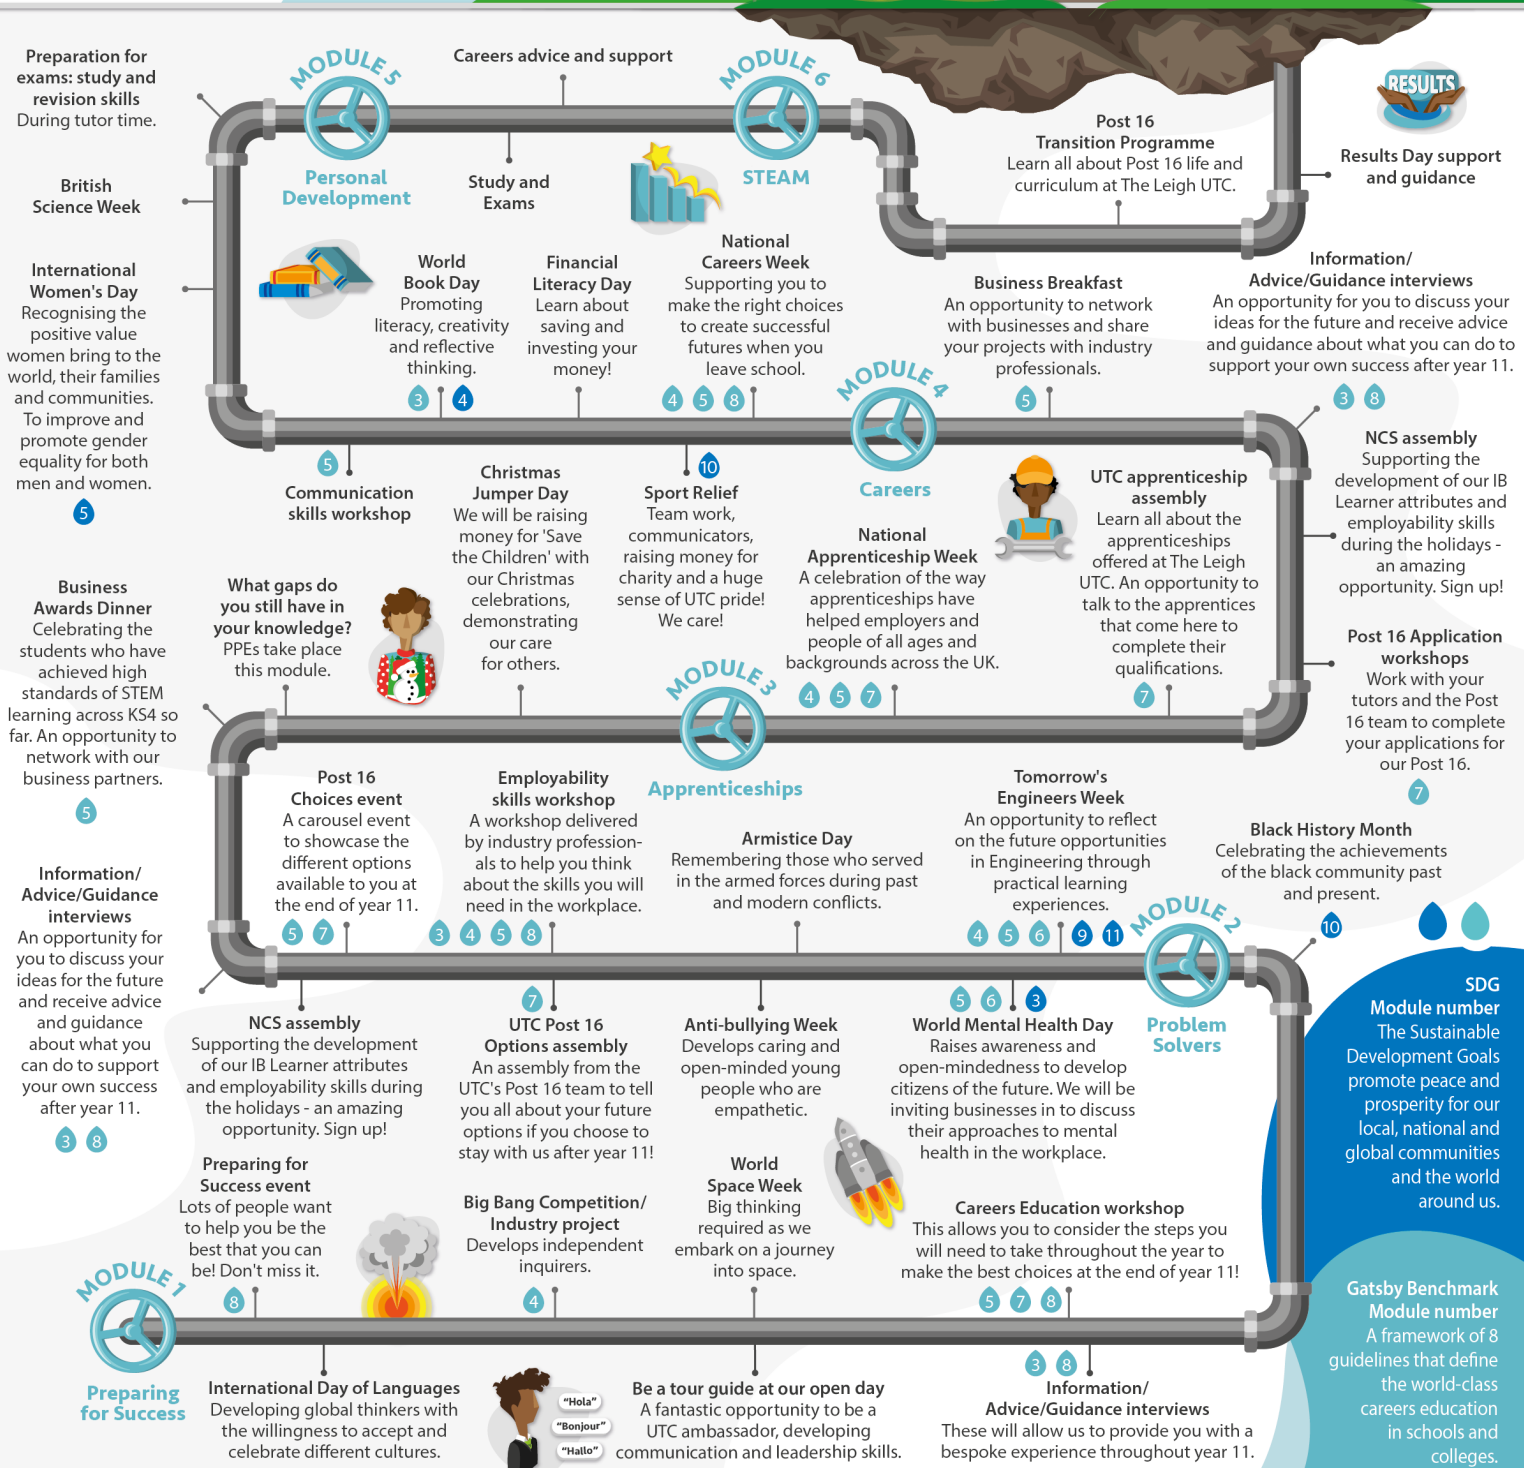 Preparation for
exams: study and
revision skills
During tutor time.
MODULE 5
Personal
Development
Careers advice and support
Study and
Exams
MODULE 6
STEAM
Post 16
Transition Programme
Learn all about Post 16 life and
curriculum at The Leigh UTC.
RESULTS
Results Day support
and guidance
British
Science Week
International
Women's Day
Recognising the
positive value
women bring to the
world, their families
and communities.
To improve and
promote gender
equality for both
men and women.
5
World
Book Day
Promoting
literacy, creativity
and reflective
thinking.
3 4
Financial
Literacy Day
Learn about
saving and
investing your
money!
National
Careers Week
Supporting you to
make the right choices
to create successful
futures when you
leave school.
4 5 8
MODULE 4
Careers
Business Breakfast
An opportunity to network
with businesses and share
your projects with industry
professionals.
5
Information/
Advice/Guidance interviews
An opportunity for you to discuss your
ideas for the future and receive advice
and guidance about what you can do to
support your own success after year 11.
3 8
5
Communication
skills workshop
Christmas
Jumper Day
We will be raising
money for 'Save
the Children' with
our Christmas
celebrations,
demonstrating
our care
for others.
10
Sport Relief
Team work,
communicators,
raising money for
charity and a huge
sense of UTC pride!
We care!
National
Apprenticeship Week
A celebration of the way
apprenticeships have
helped employers and
people of all ages and
backgrounds across the UK.
4 5 7
UTC apprenticeship
assembly
Learn all about the
apprenticeships
offered at The Leigh
UTC. An opportunity to
talk to the apprentices
that come here to
complete their
qualifications.
7
NCS assembly
Supporting the
development of our IB
Learner attributes and
employability skills
during the holidays -
an amazing
opportunity. Sign up!
Post 16 Application
workshops
Work with your
tutors and the Post
16 team to complete
your applications for
our Post 16.
7
Business
Awards Dinner
Celebrating the
students who have
achieved high
standards of STEM
learning across KS4 so
far. An opportunity to
network with our
business partners.
5
What gaps do
you still have in
your knowledge?
PPEs take place
this module.
MODULE 3
Apprenticeships
Post 16
Choices event
A carousel event
to showcase the
different options
available to you at
the end of year 11.
5 7
Employability
skills workshop
A workshop delivered
by industry profession-
als to help you think
about the skills you will
need in the workplace.
3 4 5 8
Armistice Day
Remembering those who served
in the armed forces during past
and modern conflicts.
Tomorrow's
Engineers Week
An opportunity to reflect
on the future opportunities
in Engineering through
practical learning
experiences.
4 5 6 9 11
MODULE 2
Problem
Solvers
Black History Month
Celebrating the achievements
of the black community past
and present.
10
Information/
Advice/Guidance
interviews
An opportunity for
you to discuss your
ideas for the future
and receive advice
and guidance
about what you
can do to support
your own success
after year 11.
3 8
NCS assembly
Supporting the development
of our IB Learner attributes
and employability skills during
the holidays - an amazing
opportunity. Sign up!
7
UTC Post 16
Options assembly
An assembly from the
UTC's Post 16 team to tell
you all about your future
options if you choose to
stay with us after year 11!
Anti-bullying Week
Develops caring and
open-minded young
people who are
empathetic.
5 6 3
World Mental Health Day
Raises awareness and
open-mindedness to develop
citizens of the future. We will be
inviting businesses in to discuss
their approaches to mental
health in the workplace.
SDG
Module number
The Sustainable
Development Goals
promote peace and
prosperity for our
local, national and
global communities
and the world
around us.
MODULE 1
Preparing
for Success
Preparing for
Success event
Lots of people want
to help you be the
best that you can
be! Don't miss it.
8
Big Bang Competition/
Industry project
Develops independent
inquirers.
4
World
Space Week
Big thinking
required as we
embark on a journey
into space.
Careers Education workshop
This allows you to consider the steps you
will need to take throughout the year to
make the best choices at the end of year 11!
5 7 8
Gatsby Benchmark
Module number
A framework of 8
guidelines that define
the world-class
careers education
in schools and
colleges.
International Day of Languages
Developing global thinkers with
the willingness to accept and
celebrate different cultures.
"Hola"
"Bonjour"
"Hallo"
Be a tour guide at our open day
A fantastic opportunity to be a
UTC ambassador, developing
communication and leadership skills.
3 8
Information/
Advice/Guidance interviews
These will allow us to provide you with a
bespoke experience throughout year 11.